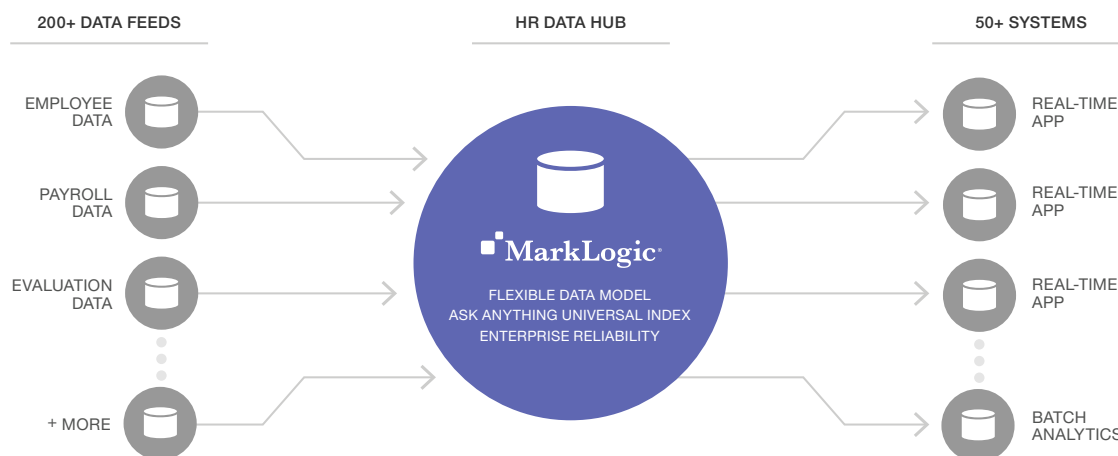 200+ DATA FEEDS
HR DATA HUB
50+ SYSTEMS
EMPLOYEE
DATA
PAYROLL
DATA
EVALUATION
DATA
+ MORE
MarkLogic®
FLEXIBLE DATA MODEL
ASK ANYTHING UNIVERSAL INDEX
ENTERPRISE RELIABILITY
REAL-TIME
APP
REAL-TIME
APP
REAL-TIME
APP
BATCH
ANALYTICS